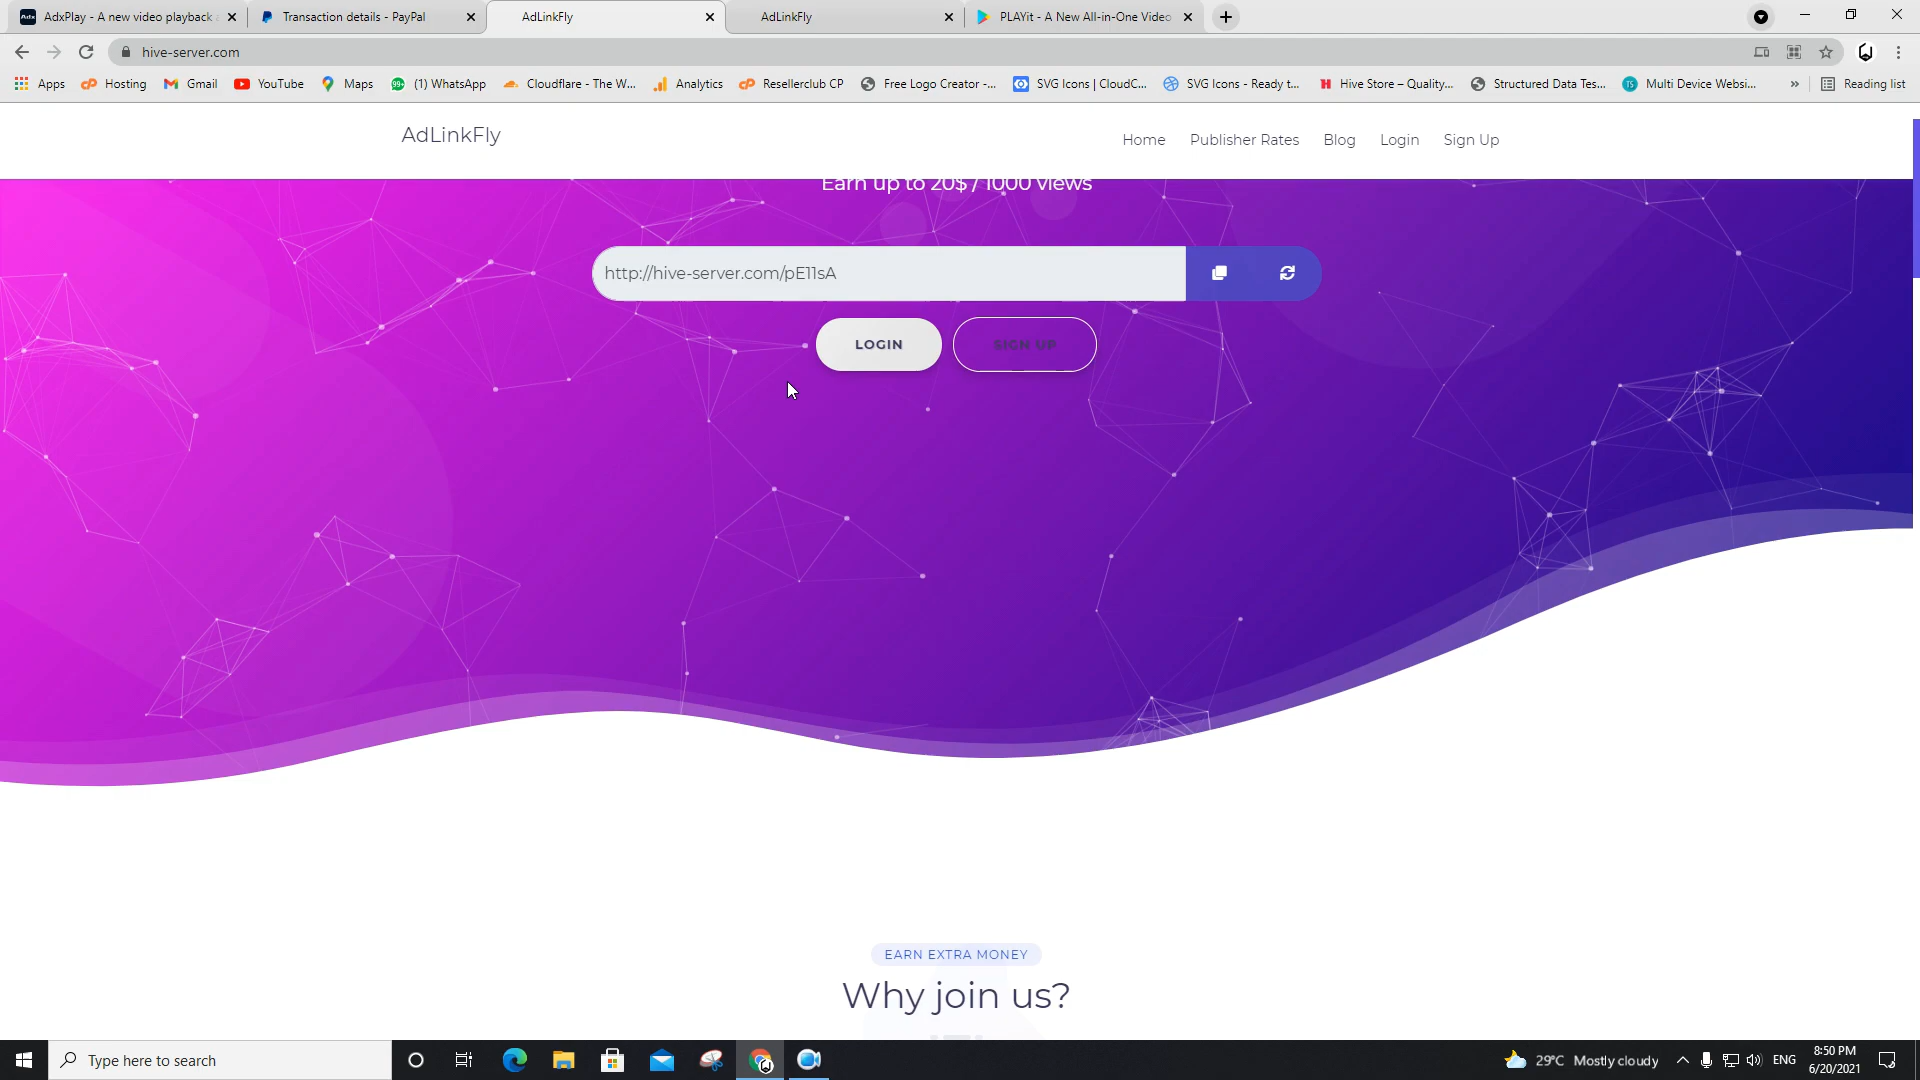 AdxPlay - A new video playback
Transaction details - PayPal
AdLinkFly
AdLinkFly
PLAYit - A New All-in-One Video
hive-server.com
Apps
Hosting
Gmail
YouTube
Maps
(1) WhatsApp
Cloudflare - The W...
Analytics
Resellerclub CP
Free Logo Creator -...
SVG Icons | CloudC...
SVG Icons - Ready t...
Hive Store – Quality...
Structured Data Tes...
Multi Device Websi...
»
Reading list
AdLinkFly
Home
Publisher Rates
Blog
Login
Sign Up
Earn up to 20$ / 1000 views
http://hive-server.com/pE11sA
LOGIN
SIGN UP
EARN EXTRA MONEY
Why join us?
Type here to search
29°C Mostly cloudy
ENG
8:50 PM
6/20/2021